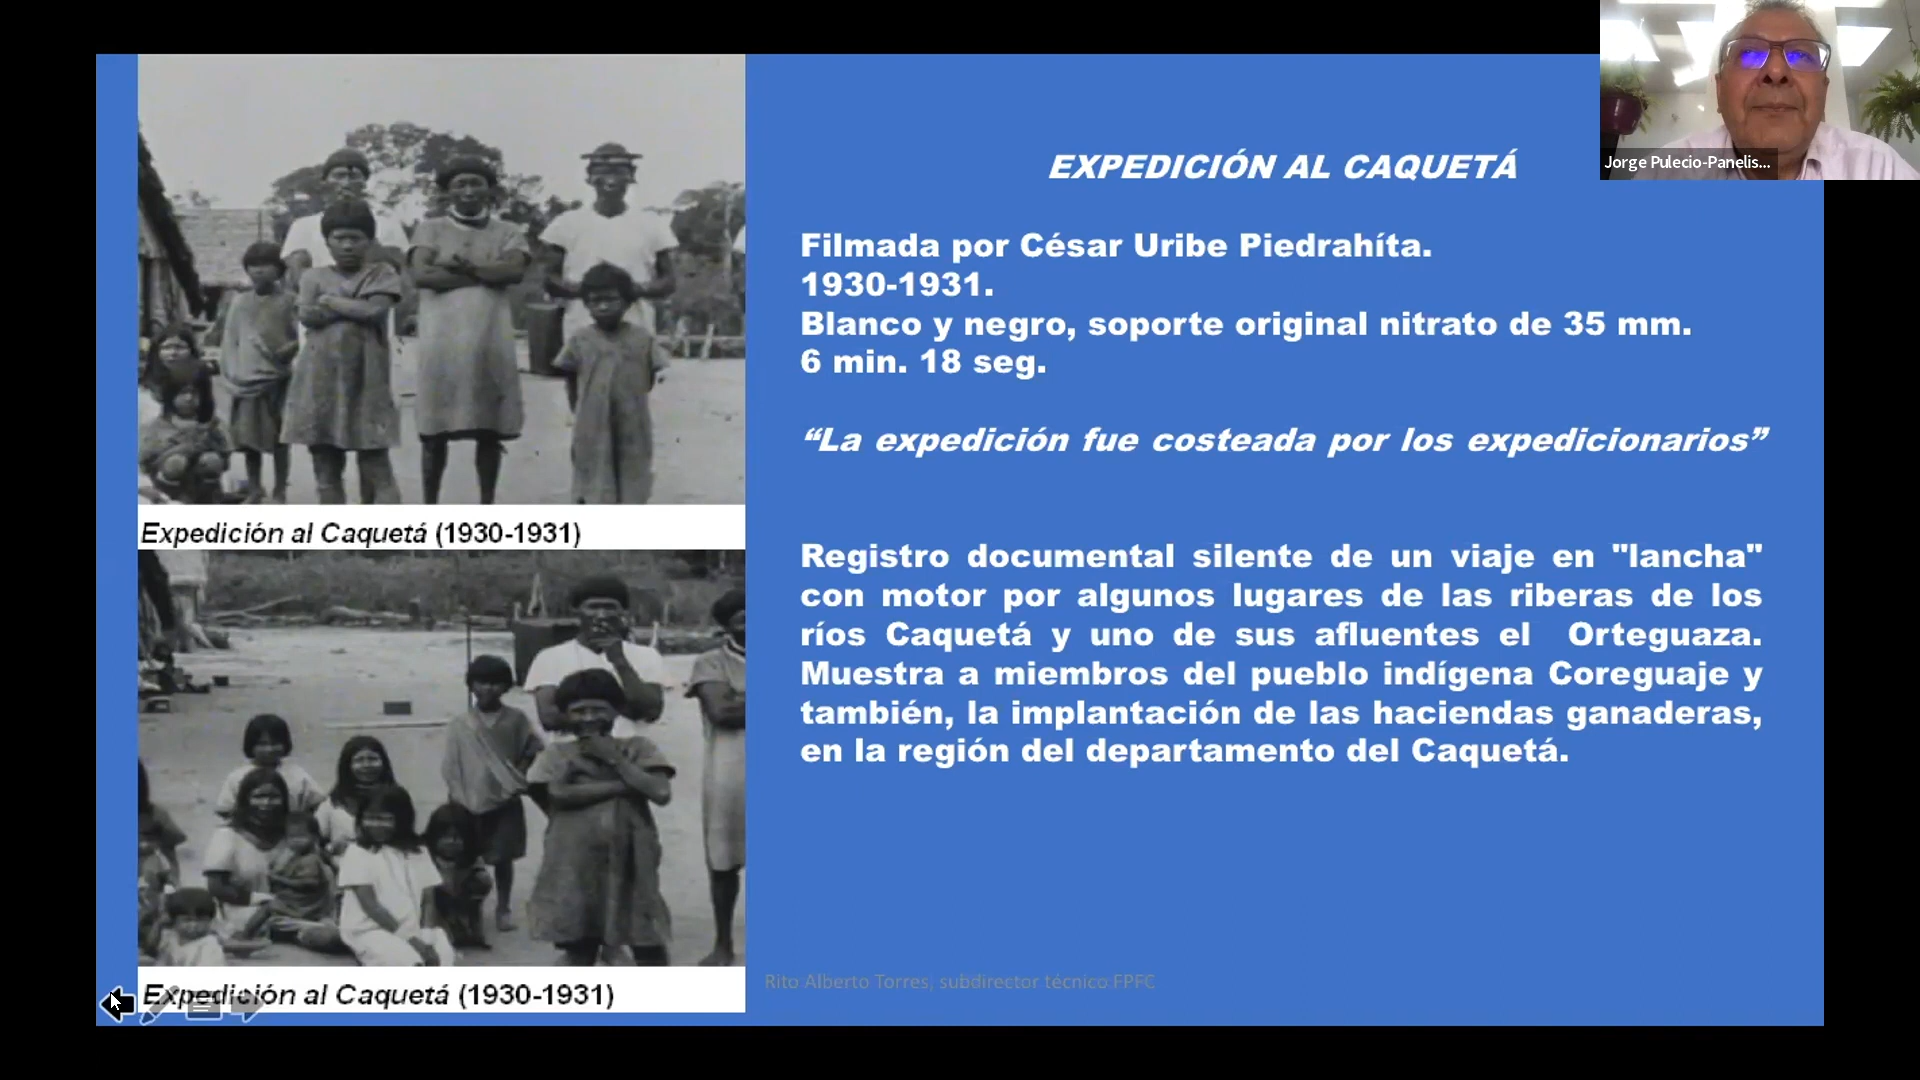 Jorge Pulecio-Panelis...
EXPEDICIÓN AL CAQUETÁ
Filmada por César Uribe Piedrahíta.
1930-1931.
Blanco y negro, soporte original nitrato de 35 mm.
6 min. 18 seg.
“La expedición fue costeada por los expedicionarios”
Registro documental silente de un viaje en "lancha"
con motor por algunos lugares de las riberas de los
ríos Caquetá y uno de sus afluentes el Orteguaza.
Muestra a miembros del pueblo indígena Coreguaje y
también, la implantación de las haciendas ganaderas,
en la región del departamento del Caquetá.
Expedición al Caquetá (1930-1931)
Expedición al Caquetá (1930-1931)
Rito Alberto Torres, subdirector técnico FPFC